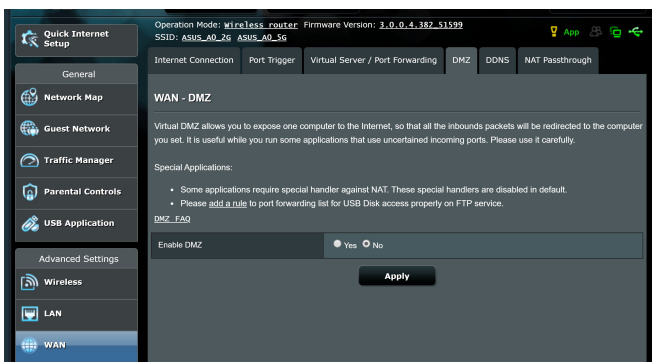 Quick Internet
Setup
General
Network Map
Guest Network
Traffic Manager
Parental Controls
USB Application
Advanced Settings
Wireless
LAN
WAN
Operation Mode: Wireless router Firmware Version: 3.0.0.4.382_51599
SSID: ASUS_A0_2G ASUS_A0_5G
App
Internet Connection Port Trigger Virtual Server / Port Forwarding DMZ DDNS NAT Passthrough
WAN - DMZ
Virtual DMZ allows you to expose one computer to the Internet, so that all the inbounds packets will be redirected to the computer
you set. It is useful while you run some applications that use uncertained incoming ports. Please use it carefully.
Special Applications:
• Some applications require special handler against NAT. These special handlers are disabled in default.
• Please add a rule to port forwarding list for USB Disk access properly on FTP service.
DMZ FAQ
Enable DMZ Yes No
Apply